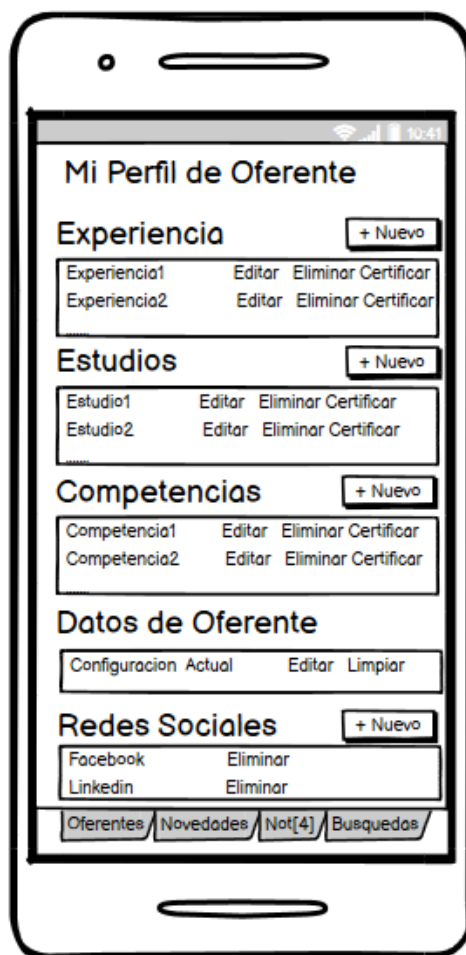 10:41
Mi Perfil de Oferente
Experiencia + Nuevo
Experiencia1 Editar Eliminar Certificar
Experiencia2 Editar Eliminar Certificar
......
Estudios + Nuevo
Estudio1 Editar Eliminar Certificar
Estudio2 Editar Eliminar Certificar
......
Competencias + Nuevo
Competencia1 Editar Eliminar Certificar
Competencia2 Editar Eliminar Certificar
......
Datos de Oferente
Configuracion Actual Editar Limpiar
Redes Sociales + Nuevo
Facebook Eliminar
Linkedin Eliminar
Oferentes Novedades Not[4] Busquedas